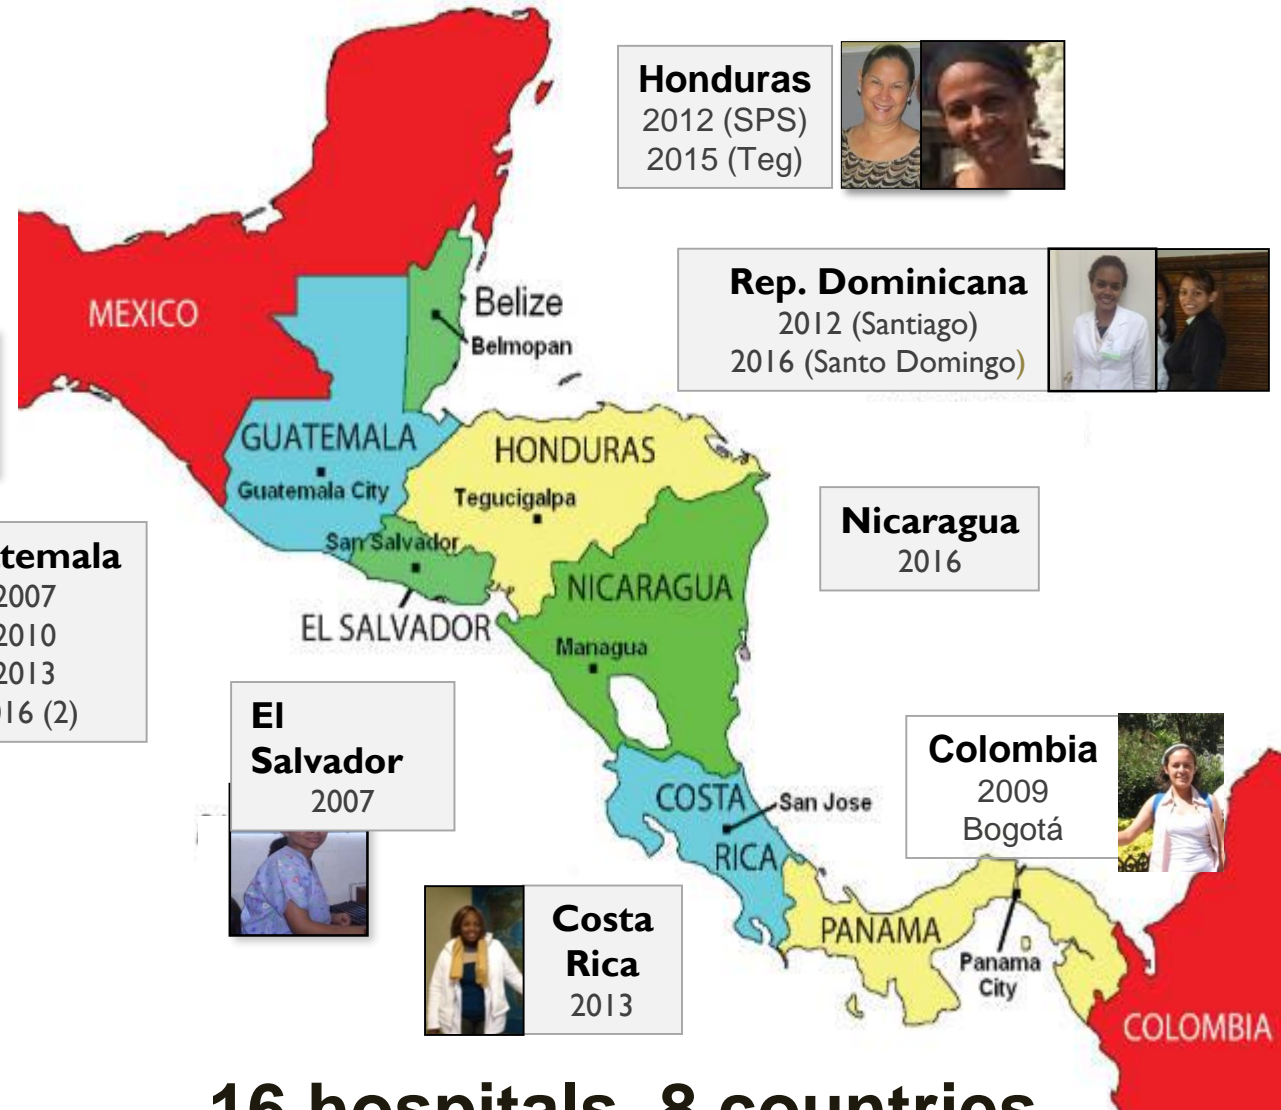 Honduras
2012 (SPS)
2015 (Teg)
Rep. Dominicana
2012 (Santiago)
2016 (Santo Domingo)
MEXICO
Belize
Belmopan
GUATEMALA
Guatemala City
HONDURAS
Tegucigalpa
San Salvador
EL SALVADOR
NICARAGUA
Managua
Nicaragua
2016
temala
2007
2010
2013
16 (2)
El
Salvador
2007
Colombia
2009
Bogotá
COSTA
RICA
San Jose
Costa
Rica
2013
PANAMA
Panama
City
COLOMBIA
16 hospitals, 8 countries